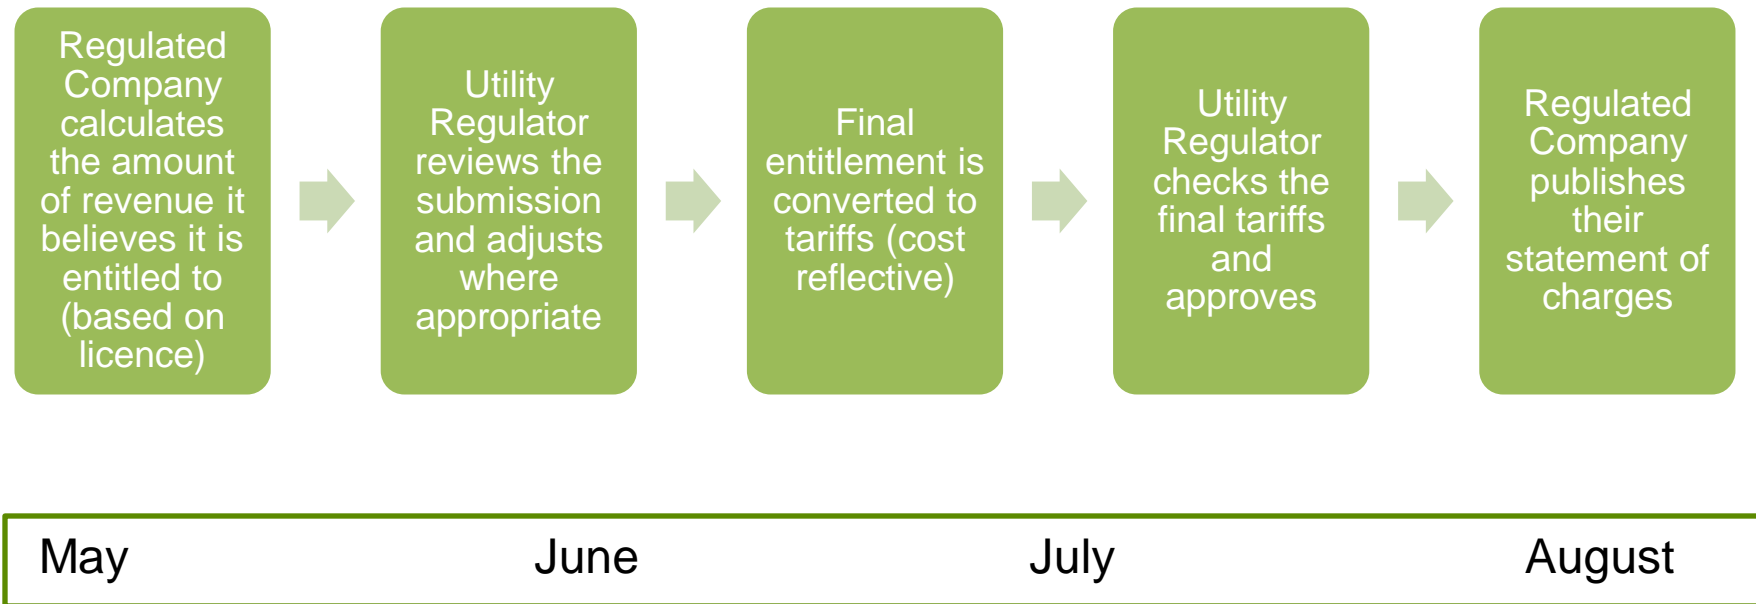 Regulated
Company
calculates
the amount
of revenue it
believes it is
entitled to
(based on
licence)
Utility
Regulator
reviews the
submission
and adjusts
where
appropriate
Final
entitlement is
converted to
tariffs (cost
reflective)
Utility
Regulator
checks the
final tariffs
and
approves
Regulated
Company
publishes
their
statement of
charges
May June July August